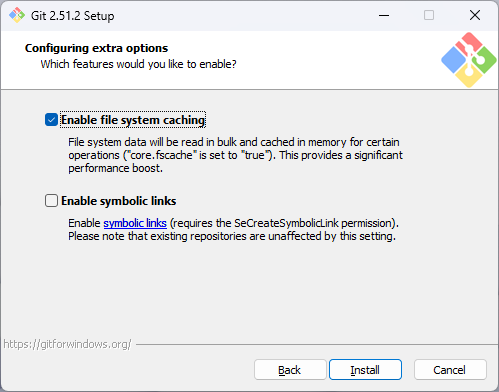 Git 2.51.2 Setup
Configuring extra options
Which features would you like to enable?
Enable file system caching
File system data will be read in bulk and cached in memory for certain
operations ("core.fscache" is set to "true"). This provides a significant
performance boost.
Enable symbolic links
Enable symbolic links (requires the SeCreateSymbolicLink permission).
Please note that existing repositories are unaffected by this setting.
https://gitforwindows.org/
Back
Install
Cancel